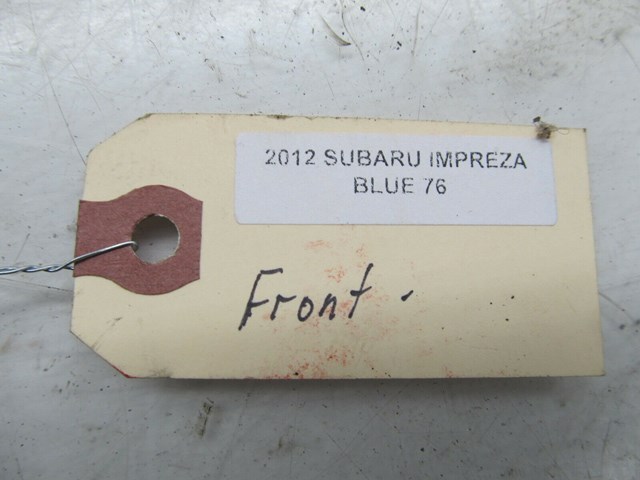 2012 SUBARU IMPREZA
BLUE 76
Front.